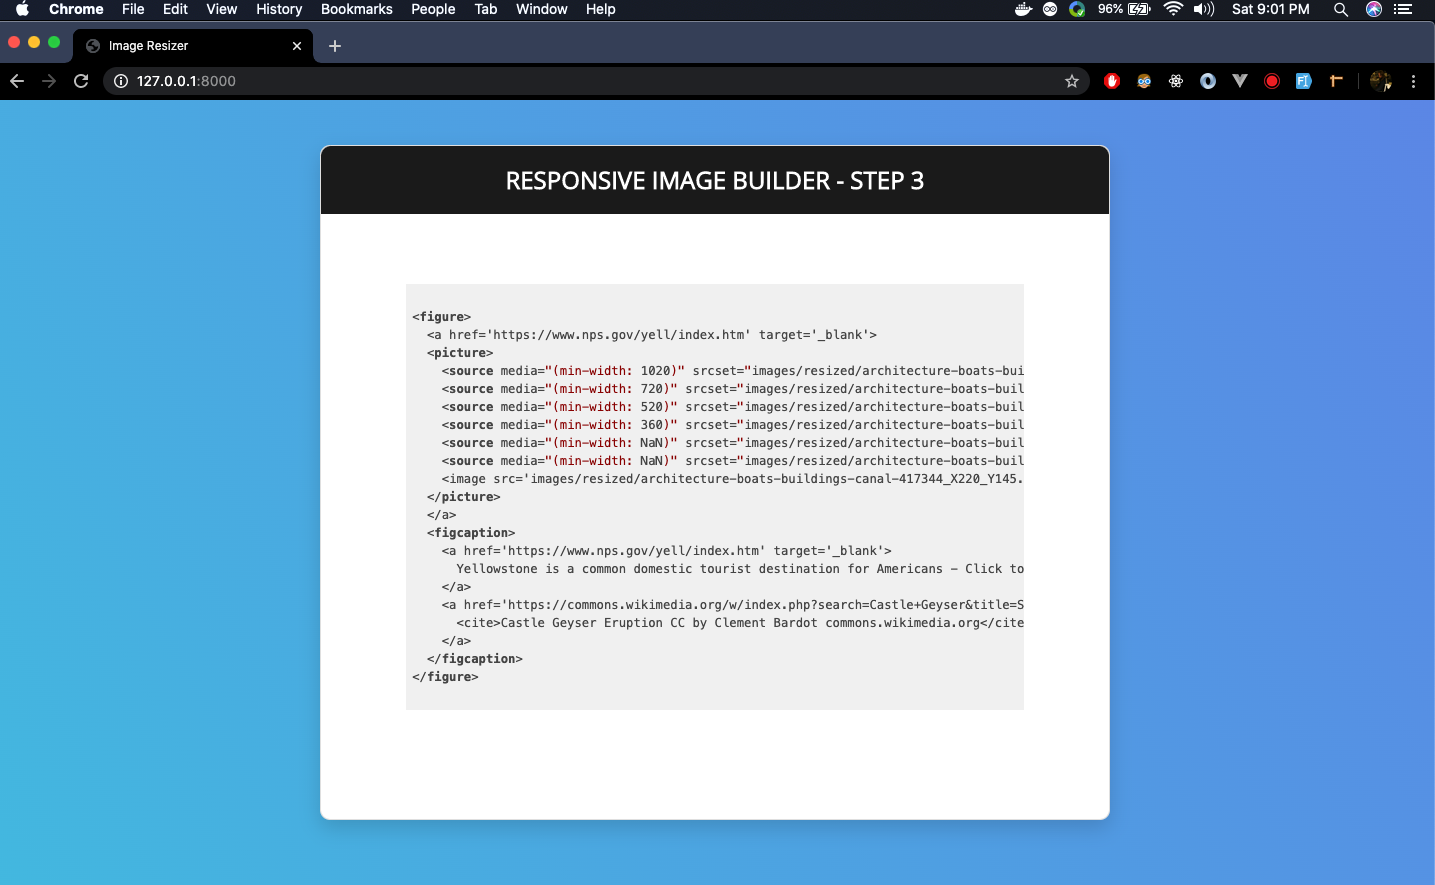 Chrome File Edit View History Bookmarks People Tab Window Help 96% Sat 9:01 PM
Image Resizer
127.0.0.1:8000
RESPONSIVE IMAGE BUILDER - STEP 3
<figure>
<a href='https://www.nps.gov/yell/index.htm' target='_blank'>
<picture>
<source media="(min-width: 1020)" srcset="images/resized/architecture-boats-bui
<source media="(min-width: 720)" srcset="images/resized/architecture-boats-buil
<source media="(min-width: 520)" srcset="images/resized/architecture-boats-buil
<source media="(min-width: 360)" srcset="images/resized/architecture-boats-buil
<source media="(min-width: NaN)" srcset="images/resized/architecture-boats-buil
<source media="(min-width: NaN)" srcset="images/resized/architecture-boats-buil
<image src='images/resized/architecture-boats-buildings-canal-417344_X220_Y145.
</picture>
</a>
<figcaption>
<a href='https://www.nps.gov/yell/index.htm' target='_blank'>
Yellowstone is a common domestic tourist destination for Americans – Click to
</a>
<a href='https://commons.wikimedia.org/w/index.php?search=Castle+Geyser&title=S
<cite>Castle Geyser Eruption CC by Clement Bardot commons.wikimedia.org</cite
</a>
</figcaption>
</figure>